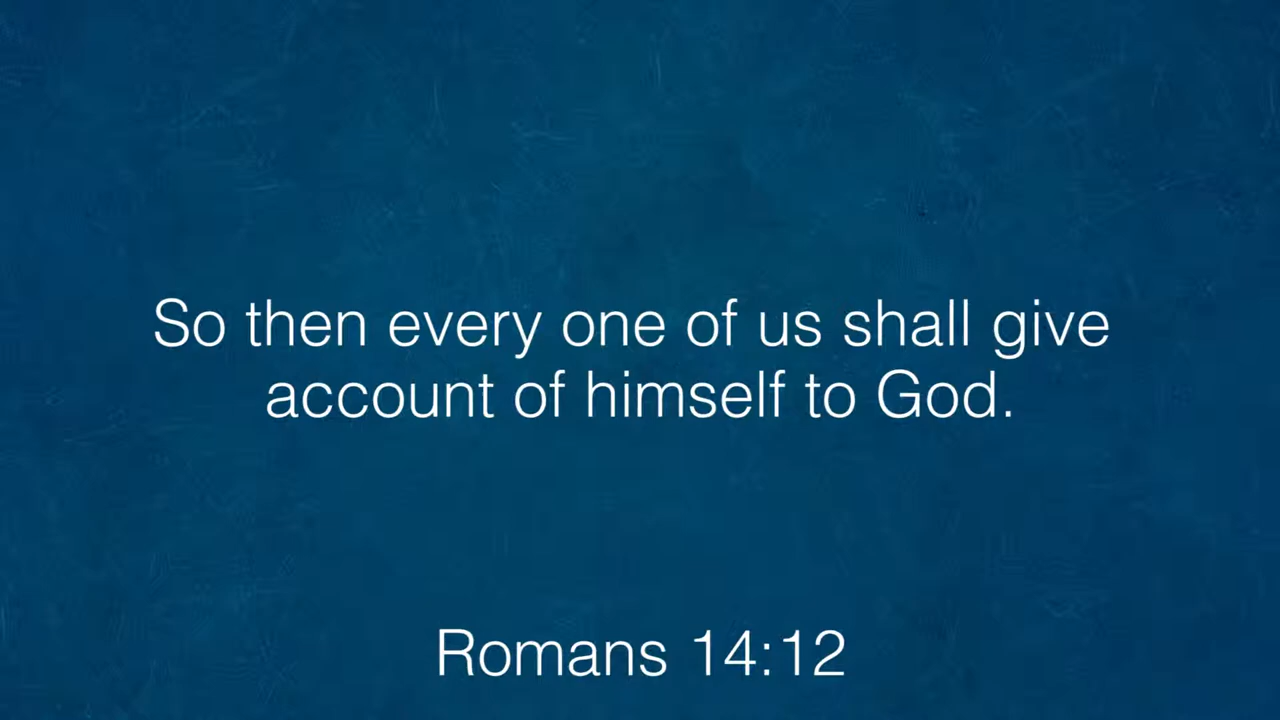 So then every one of us shall give
account of himself to God.
Romans 14:12